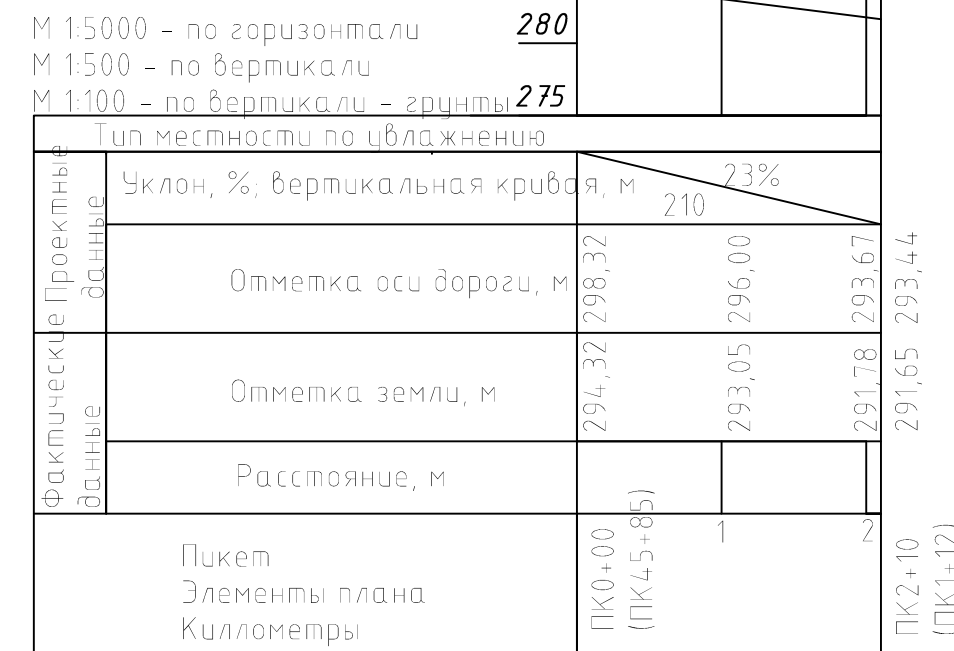 М 1:5000 – по горизонтали
280
М 1:500 – по вертикали
М 1:100 – по вертикали – грунты
275
Тип местности по увлажнению
Проектные
данные
Уклон, %; вертикальная кривая, м
23%
210
Отметка оси дороги, м
298,32
296,00
293,67
293,44
Фактические
данные
Отметка земли, м
294,32
293,05
291,78
291,65
Расстояние, м
Пикет
Элементы плана
Киллометры
ПК0+00
(ПК45+85)
1
2
ПК2+10
(ПК1+12)